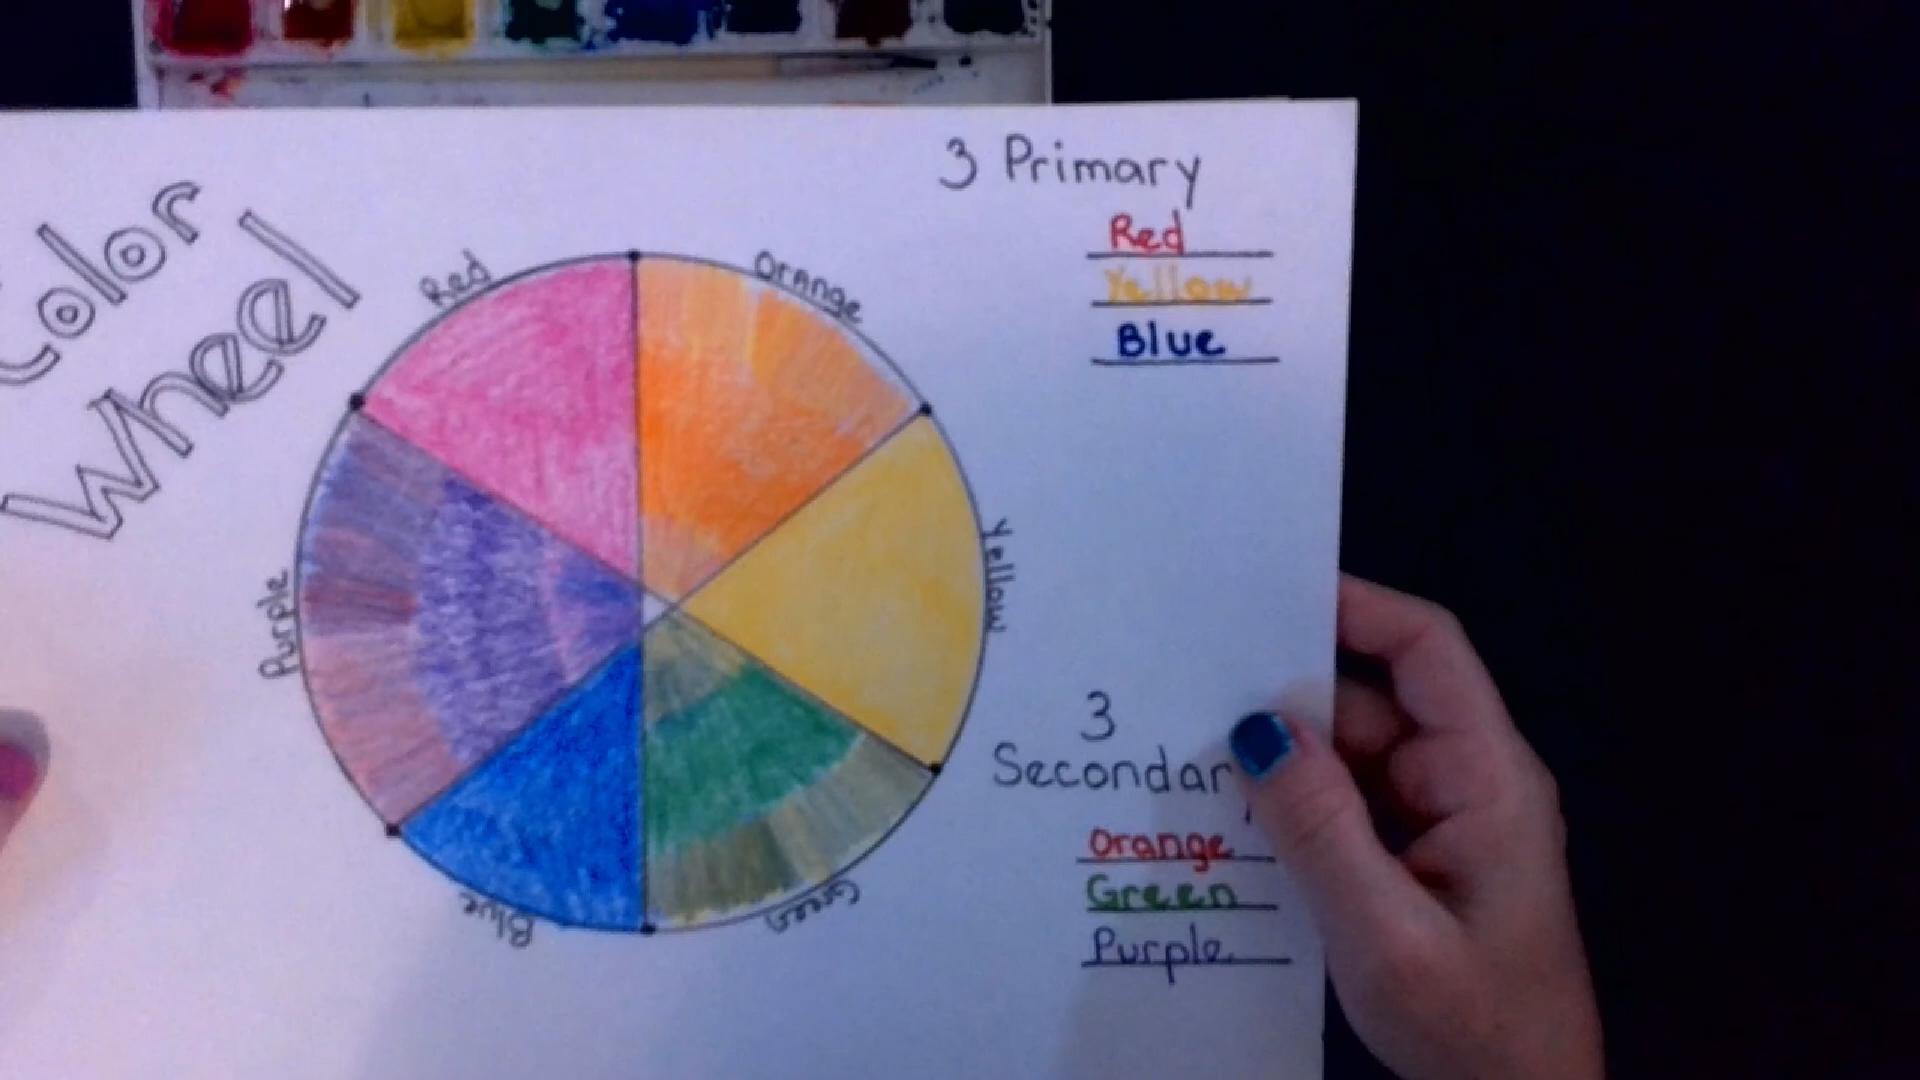 Color
Wheel
3 Primary
Red
Yellow
Blue
Red
Orange
Yellow
Purple
Blue
Green
3
Secondary
Orange
Green
Purple